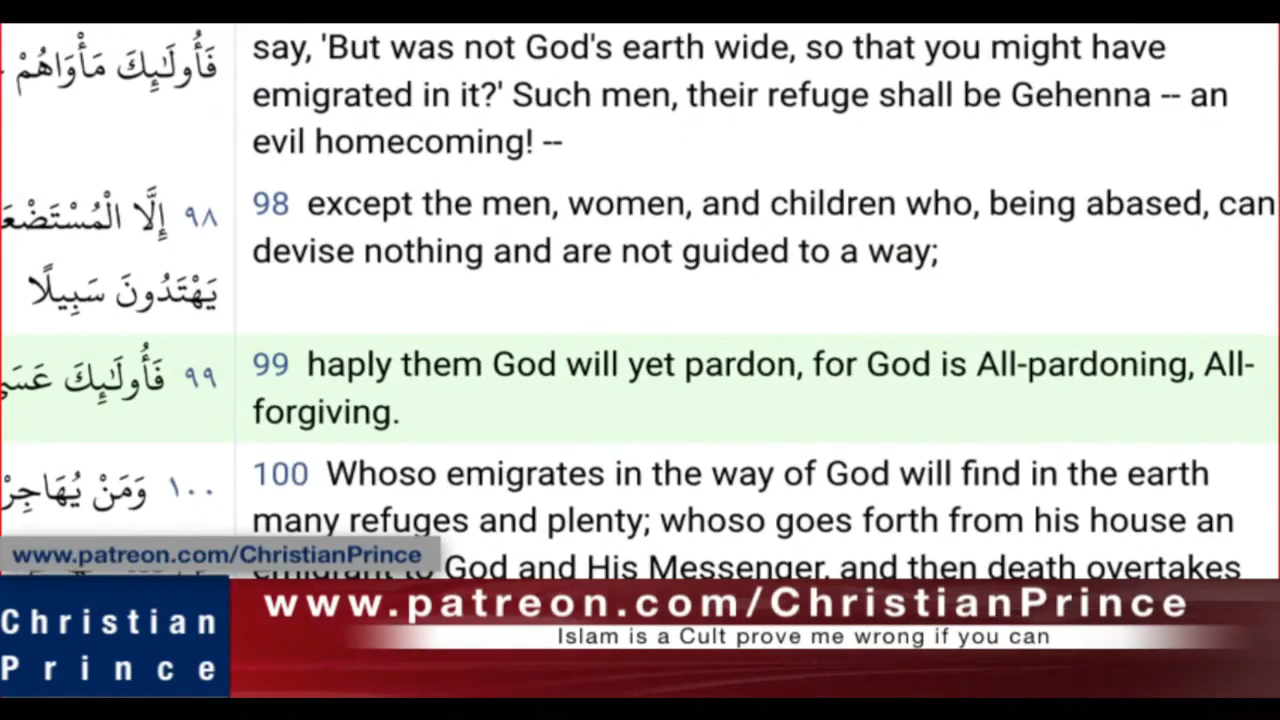 say, 'But was not God's earth wide, so that you might have
فَأُولَٰئِكَ مَأْوَاهُمْ
emigrated in it?' Such men, their refuge shall be Gehenna -- an
evil homecoming! --
98 except the men, women, and children who, being abased, can
٩٨ إِلَّا الْمُسْتَضْعَ
devise nothing and are not guided to a way;
يَهْتَدُونَ سَبِيلًا
99 haply them God will yet pardon, for God is All-pardoning, All-
٩٩ فَأُولَٰئِكَ عَسَى
forgiving.
100 Whoso emigrates in the way of God will find in the earth
١٠٠ وَمَنْ يُهَاجِرْ
many refuges and plenty; whoso goes forth from his house an
www.patreon.com/ChristianPrince
emigrant to God and His Messenger, and then death overtakes
Christian
Prince
www.patreon.com/ChristianPrince
Islam is a Cult prove me wrong if you can